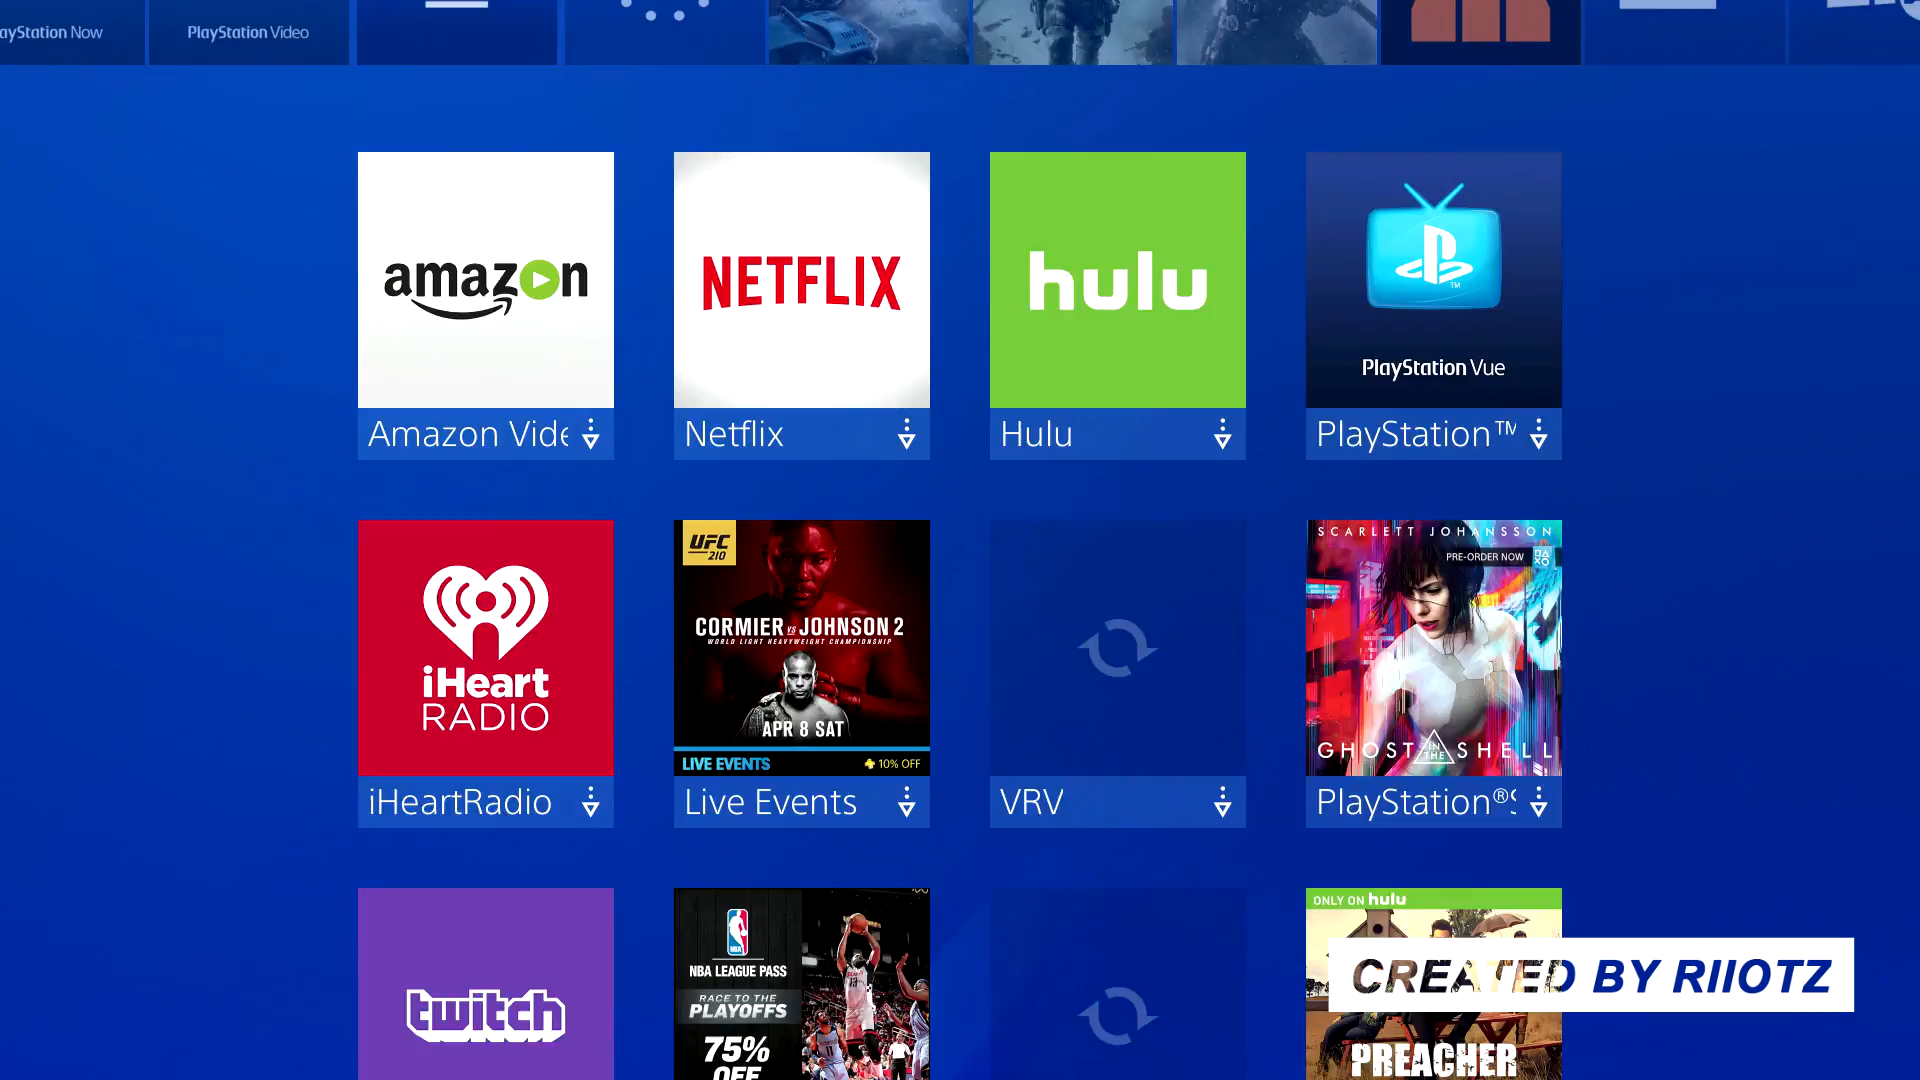 PlayStation Video
amazon
NETFLIX
hulu
TM
PlayStation Vue
Amazon
Netflix
Hulu
PlayStation™
iHeart
RADIO
UFC
210
CORMIER VS JOHNSON 2
WORLD LIGHT HEAVYWEIGHT CHAMPIONSHIP
APR 8 SAT
LIVE EVENTS
10% OFF
SCARLETT JOHANSSON
PRE-ORDER NOW
GHOST IN THE SHELL
iHeartRadio
Live Events
VRV
PlayStation®
twitch
NBA
NBA LEAGUE PASS
RACE TO THE
PLAYOFFS
75%
OFF
ONLY ON hulu
PREACHER
CREATED BY RIIOTZ